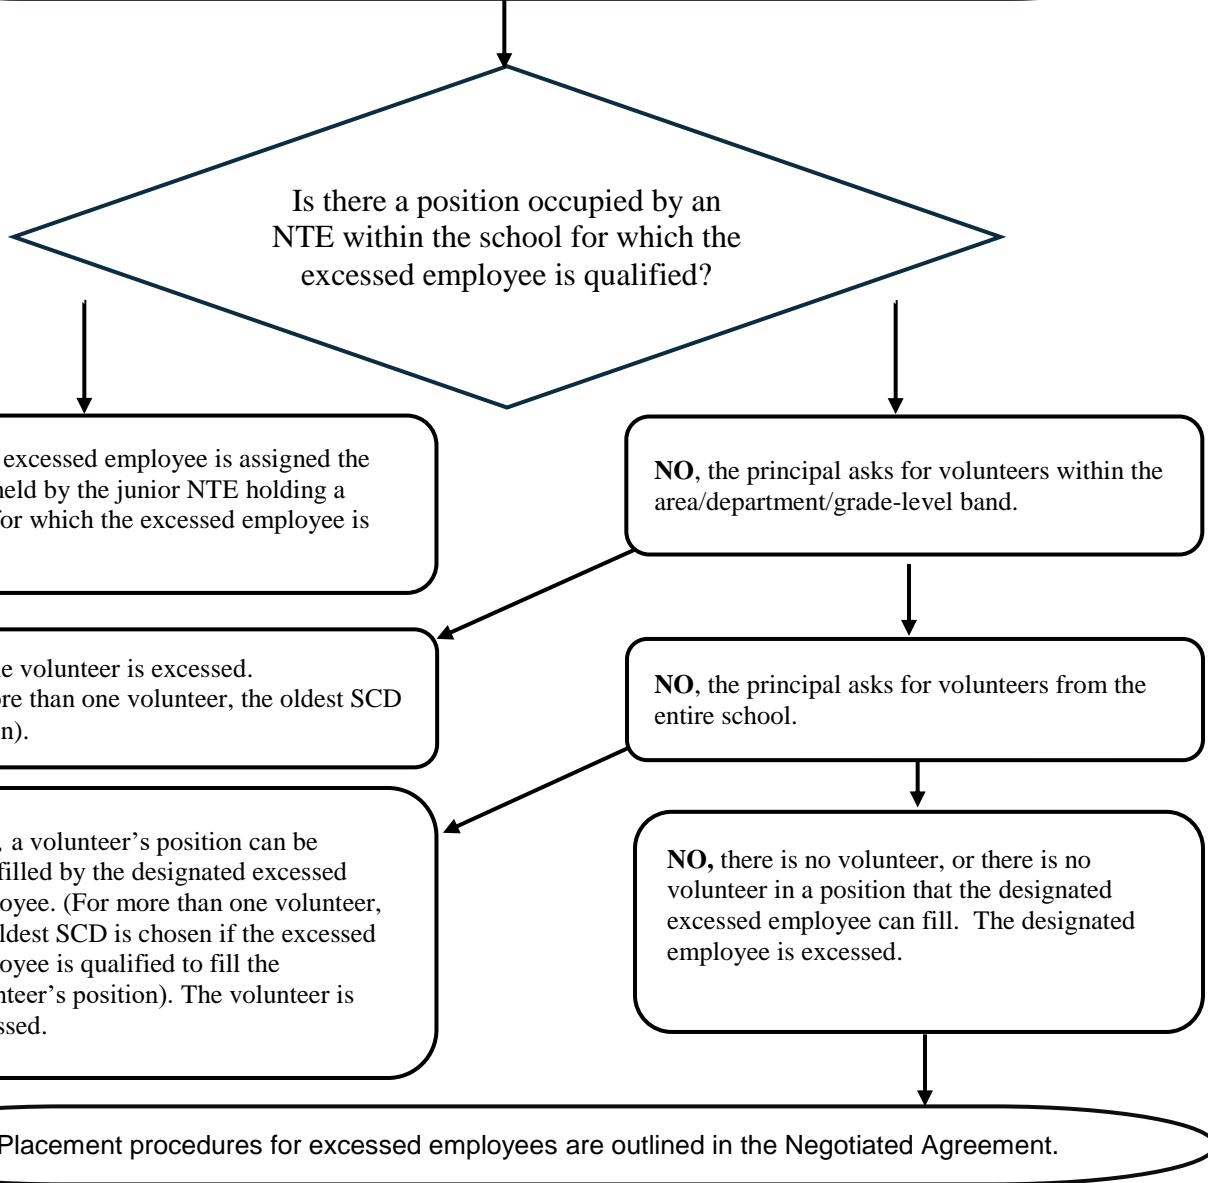 Is there a position occupied by an
NTE within the school for which the
excessed employee is qualified?
excessed employee is assigned the
held by the junior NTE holding a
for which the excessed employee is
NO, the principal asks for volunteers within the
area/department/grade-level band.
volunteer is excessed.
more than one volunteer, the oldest SCD
NO, the principal asks for volunteers from the
entire school.
, a volunteer’s position can be
filled by the designated excessed
(For more than one volunteer,
oldest SCD is chosen if the excessed
is qualified to fill the
position). The volunteer is
NO, there is no volunteer, or there is no
volunteer in a position that the designated
excessed employee can fill. The designated
employee is excessed.
Placement procedures for excessed employees are outlined in the Negotiated Agreement.